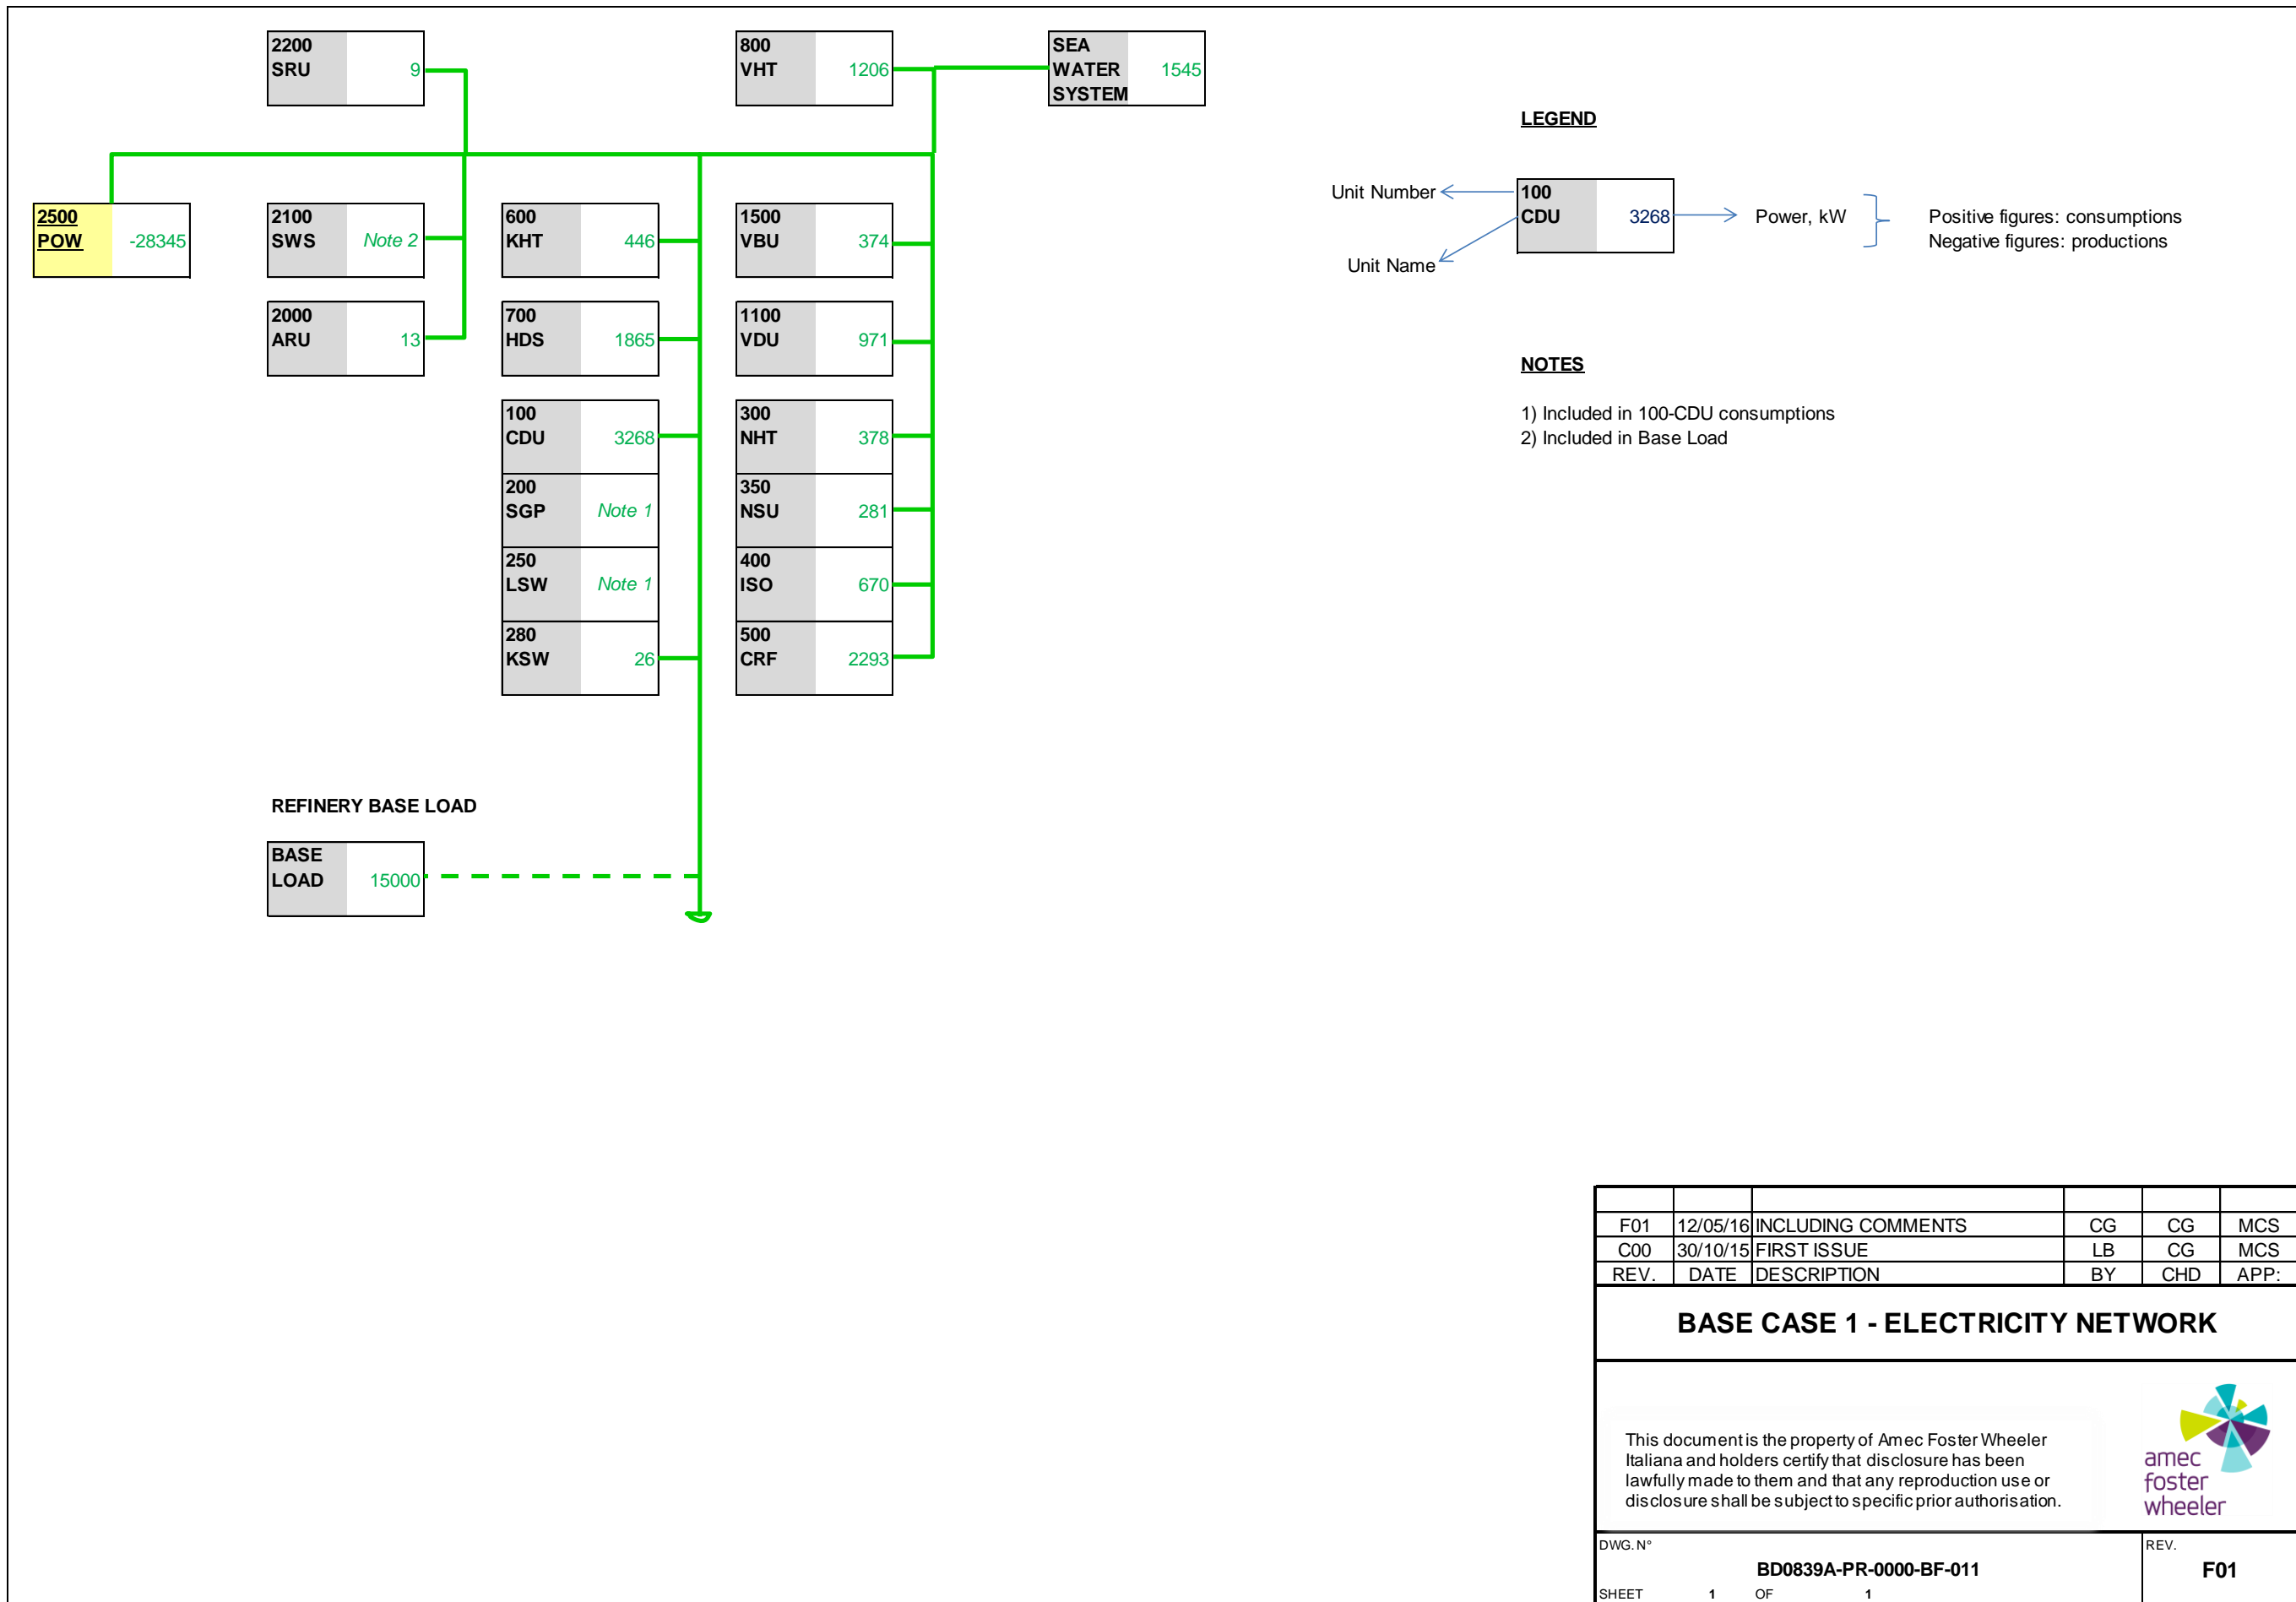 2200
SRU 9
800
VHT 1206
SEA
WATER 1545
SYSTEM
LEGEND
Unit Number
100
CDU 3268
Power, kW
Positive figures: consumptions
Negative figures: productions
Unit Name
2500
POW -28345
2100
SWS Note 2
600
KHT 446
1500
VBU 374
2000
ARU 13
700
HDS 1865
1100
VDU 971
NOTES
1) Included in 100-CDU consumptions
2) Included in Base Load
100
CDU 3268
300
NHT 378
200
SGP Note 1
350
NSU 281
250
LSW Note 1
400
ISO 670
280
KSW 26
500
CRF 2293
REFINERY BASE LOAD
BASE
LOAD 15000
F01 12/05/16 INCLUDING COMMENTS CG CG MCS
C00 30/10/15 FIRST ISSUE LB CG MCS
REV. DATE DESCRIPTION BY CHD APP:
BASE CASE 1 - ELECTRICITY NETWORK
This document is the property of Amec Foster Wheeler
Italiana and holders certify that disclosure has been
lawfully made to them and that any reproduction use or
disclosure shall be subject to specific prior authorisation.
amec
foster
wheeler
DWG. N° REV.
BD0839A-PR-0000-BF-011 F01
SHEET 1 OF 1